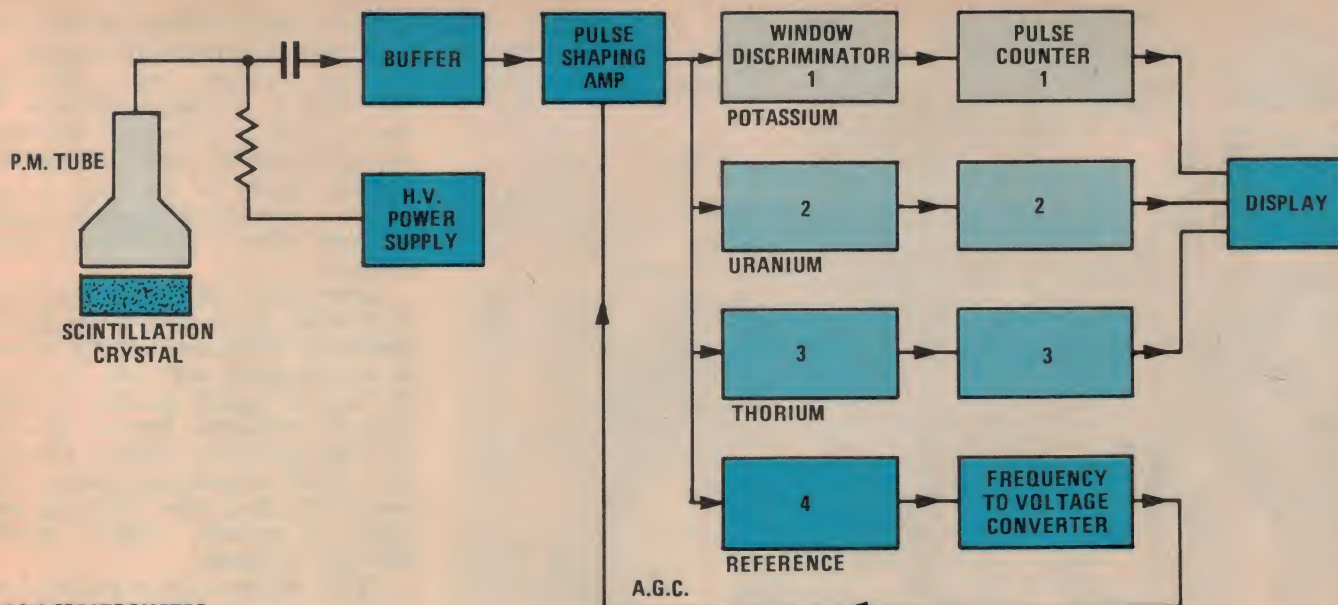 P.M. TUBE
SCINTILLATION
CRYSTAL
BUFFER
H.V.
POWER
SUPPLY
PULSE
SHAPING
AMP
WINDOW
DISCRIMINATOR
1
POTASSIUM
PULSE
COUNTER
1
2
URANIUM
2
DISPLAY
3
THORIUM
3
4
REFERENCE
FREQUENCY
TO VOLTAGE
CONVERTER
A.G.C.